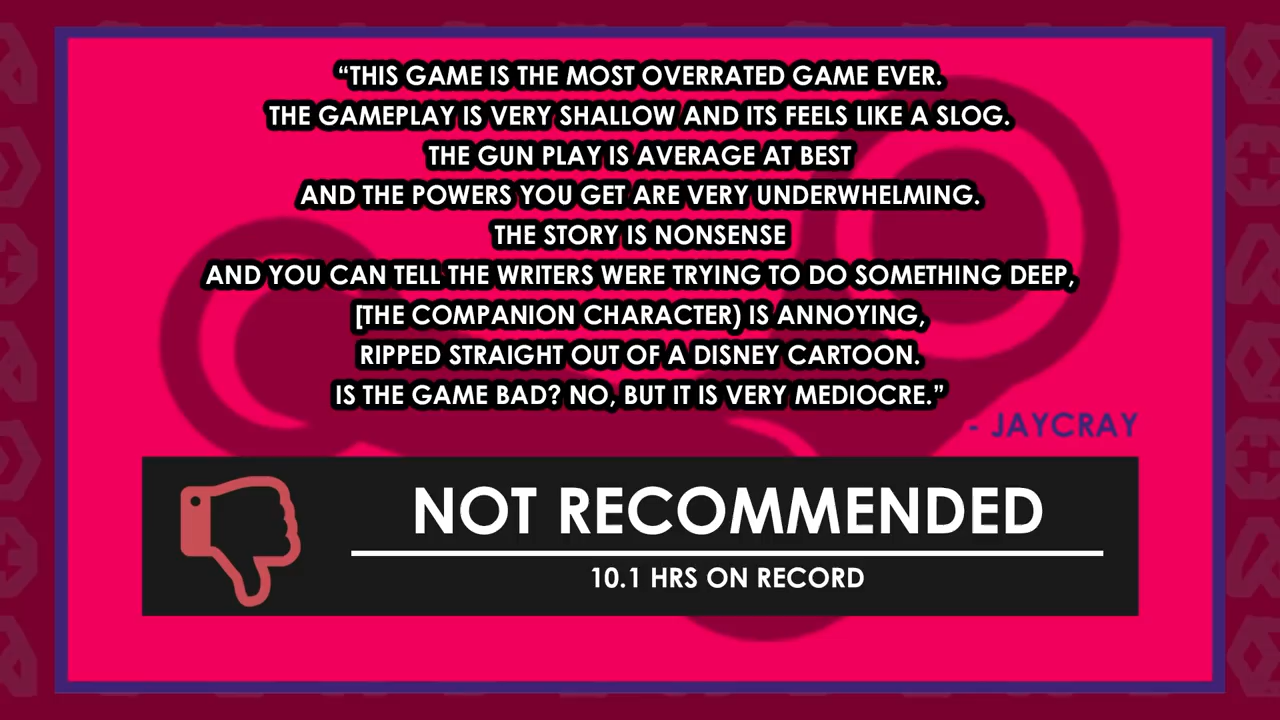 “THIS GAME IS THE MOST OVERRATED GAME EVER.
THE GAMEPLAY IS VERY SHALLOW AND ITS FEELS LIKE A SLOG.
THE GUN PLAY IS AVERAGE AT BEST
AND THE POWERS YOU GET ARE VERY UNDERWHELMING.
THE STORY IS NONSENSE
AND YOU CAN TELL THE WRITERS WERE TRYING TO DO SOMETHING DEEP,
[THE COMPANION CHARACTER) IS ANNOYING,
RIPPED STRAIGHT OUT OF A DISNEY CARTOON.
IS THE GAME BAD? NO, BUT IT IS VERY MEDIOCRE.”
- JAYCRAY
NOT RECOMMENDED
10.1 HRS ON RECORD